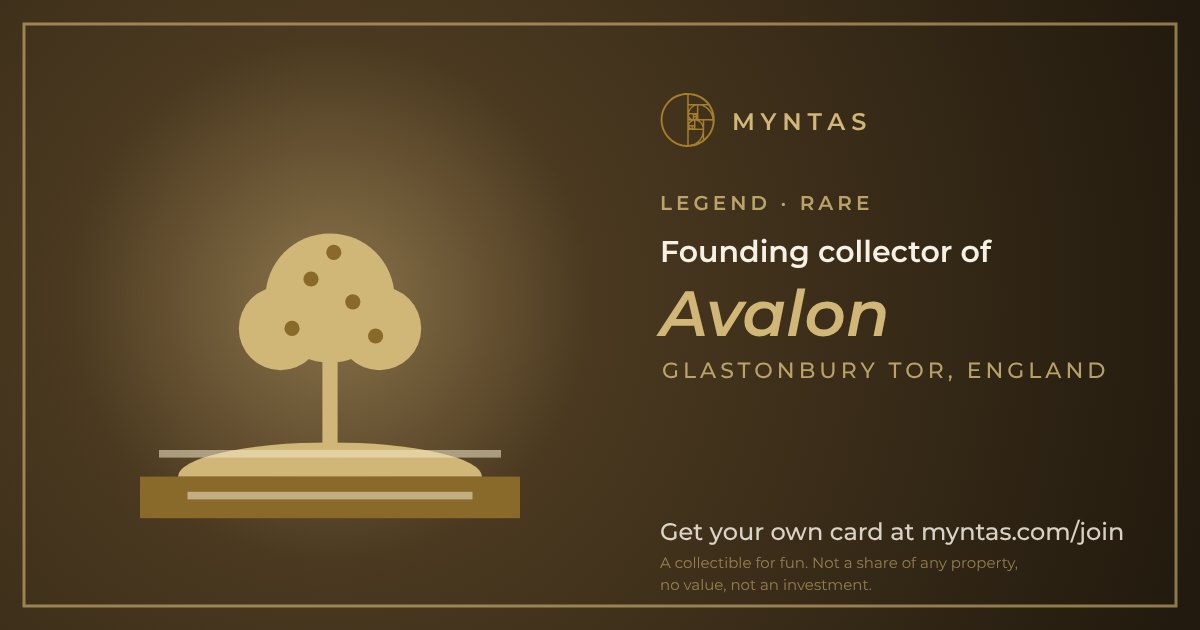 MYNTAS
LEGEND · RARE
Founding collector of
Avalon
GLASTONBURY TOR, ENGLAND
Get your own card at myntas.com/join
A collectible for fun. Not a share of any property,
no value, not an investment.